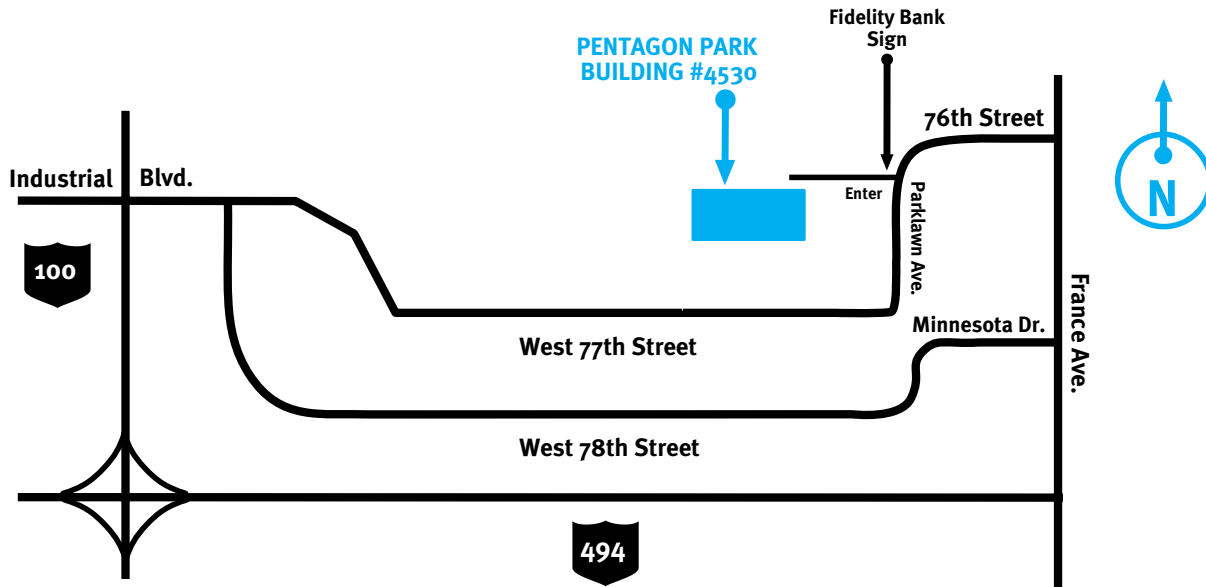 Fidelity Bank
Sign
PENTAGON PARK
BUILDING #4530
76th Street
Industrial Blvd.
Enter
Parklawn Ave.
N
100
France Ave.
Minnesota Dr.
West 77th Street
West 78th Street
494